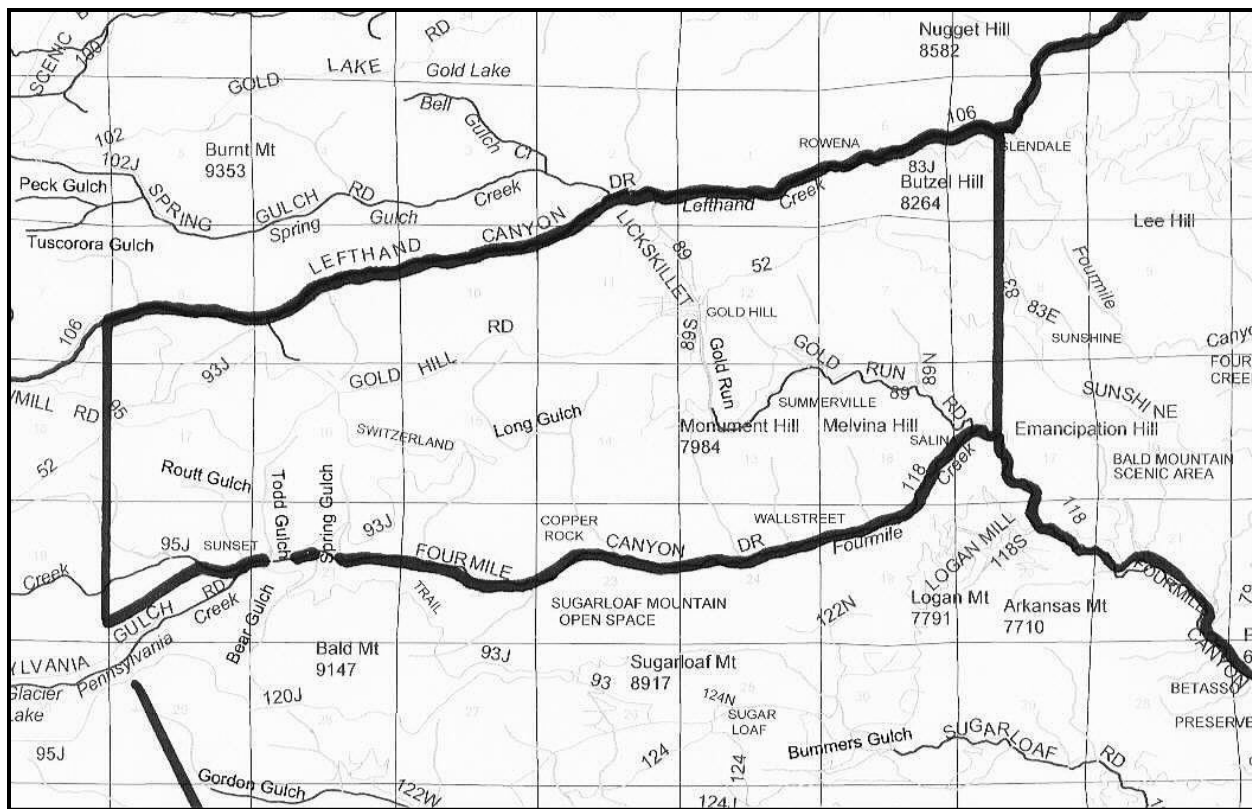 Nugget Hill
8582
SCENIC
100
RD
LAKE
GOLD
Gold Lake
Bell
Gulch
CI
102
102J
Burnt Mt
9353
106
ROWENA
GLENDALE
83J
Butzel Hill
8264
Peck Gulch
SPRING
GULCH
RD
Spring
Gulch
Creek
DR
Lefthand
Creek
Lee Hill
Tuscorora Gulch
LEFTHAND
CANYON
LICKSKILLET
89
52
Fourmile
83
83E
106
GOLD HILL
89S
SUNSHINE
RD
GOLD HILL
93J
Gold Run
GOLD
RUN
89
89N
RD
SUNSHINE
95
RD
52
SUMMERVILLE
Long Gulch
SWITZERLAND
Monument Hill
7984
Melvina Hill
Emancipation Hill
BALD MOUNTAIN
SCENIC AREA
Routt Gulch
Todd Gulch
Spring Gulch
93J
118
Creek
118
COPPER
ROCK
WALLSTREET
95J
SUNSET
FOURMILE
CANYON
DR
Fourmile
LOGAN MILL
118S
Creek
GULCH
RD
Creek
Pennsylvania
Bear Gulch
TRAIL
SUGARLOAF MOUNTAIN
OPEN SPACE
122N
Logan Mt
7791
Arkansas Mt
7710
FOURMILE
CANYON
79
Bald Mt
9147
93J
Sugarloaf Mt
8917
93
124N
SUGAR
LOAF
120J
BETASSO
PRESERVE
95J
Gordon Gulch
122W
124
124
124J
Bummers Gulch
SUGARLOAF
RD